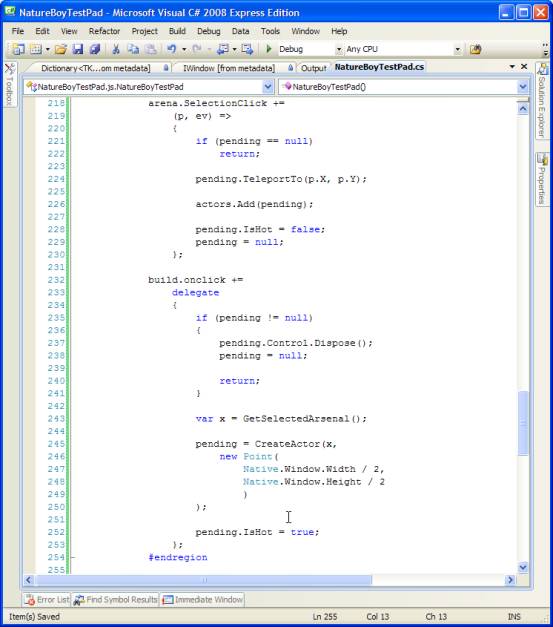 NatureBoyTestPad - Microsoft Visual C# 2008 Express Edition
File Edit View Refactor Project Build Debug Data Tools Window Help
Debug Any CPU
Dictionary<TK...om metadata] IWindow [from metadata] Output NatureBoyTestPad.cs
Toolbox
NatureBoyTestPad.js.NatureBoyTestPad NatureBoyTestPad()
Solution Explorer
Properties
218 arena.SelectionClick +=
219 (p, ev) =>
220 {
221 if (pending == null)
222 return;
223
224 pending.TeleportTo(p.X, p.Y);
225
226 actors.Add(pending);
227
228 pending.IsHot = false;
229 pending = null;
230 };
231
232 build.onclick +=
233 delegate
234 {
235 if (pending != null)
236 {
237 pending.Control.Dispose();
238 pending = null;
239
240 return;
241 }
242
243 var x = GetSelectedArsenal();
244
245 pending = CreateActor(x,
246 new Point(
247 Native.Window.Width / 2,
248 Native.Window.Height / 2
249 )
250 );
251
252 pending.IsHot = true;
253 };
254 #endregion
255
Error List Find Symbol Results Immediate Window
Item(s) Saved Ln 255 Col 13 Ch 13 INS